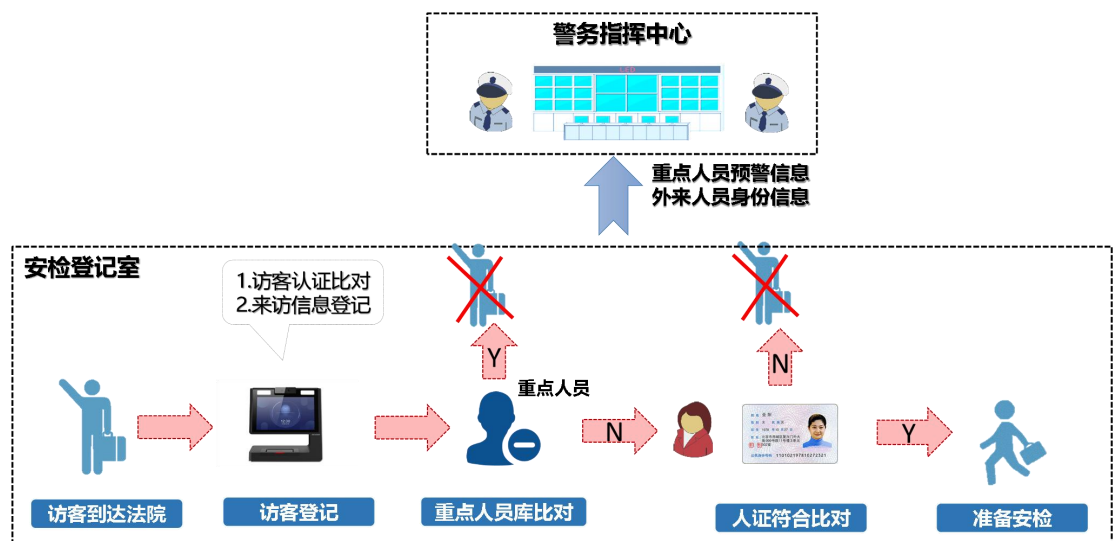 警务指挥中心
重点人员预警信息
外来人员身份信息
安检登记室
1.访客认证比对
2.来访信息登记
Y
N
重点人员
N
Y
访客到达法院
访客登记
重点人员库比对
人证符合比对
准备安检